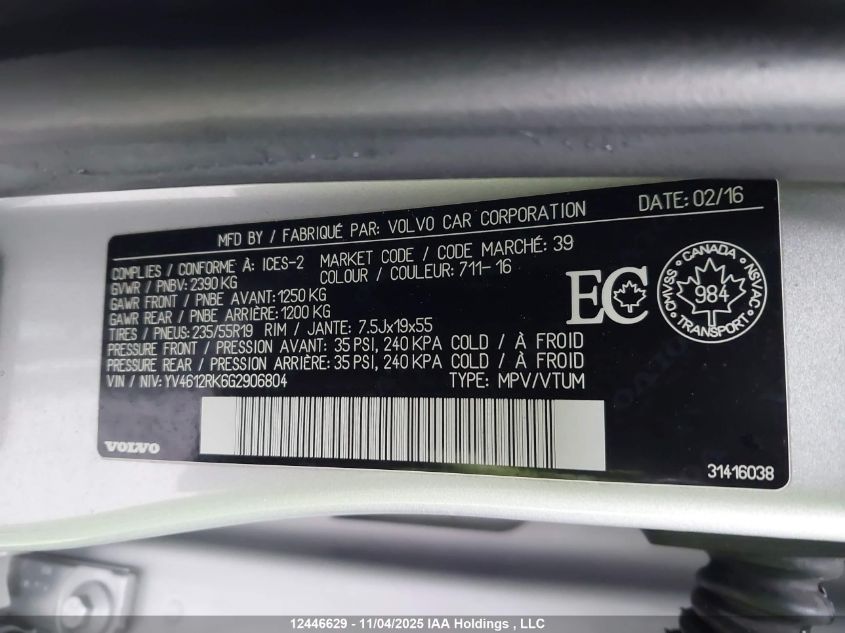 MFD BY / FABRIQUÉ PAR: VOLVO CAR CORPORATION DATE: 02/16
COMPLIES / CONFORME À: ICES-2 MARKET CODE / CODE MARCHÉ: 39
GVWR / PNBV: 2390 KG COLOUR / COULEUR: 711-16
GAWR FRONT / PNBE AVANT: 1250 KG
GAWR REAR / PNBE ARRIÈRE: 1200 KG
TIRES / PNEUS: 235/55R19 RIM / JANTE: 7.5Jx19x55
PRESSURE FRONT / PRESSION AVANT: 35 PSI, 240 KPA COLD / À FROID
PRESSURE REAR / PRESSION ARRIÈRE: 35 PSI, 240 KPA COLD / À FROID
VIN / NIV: YV4612RK6G2906804 TYPE: MPV/VTUM
EC
CANADA
CMVSS 984 NSVAC
TRANSPORT
VOLVO
31416038
12446629 - 11/04/2025 IAA Holdings , LLC